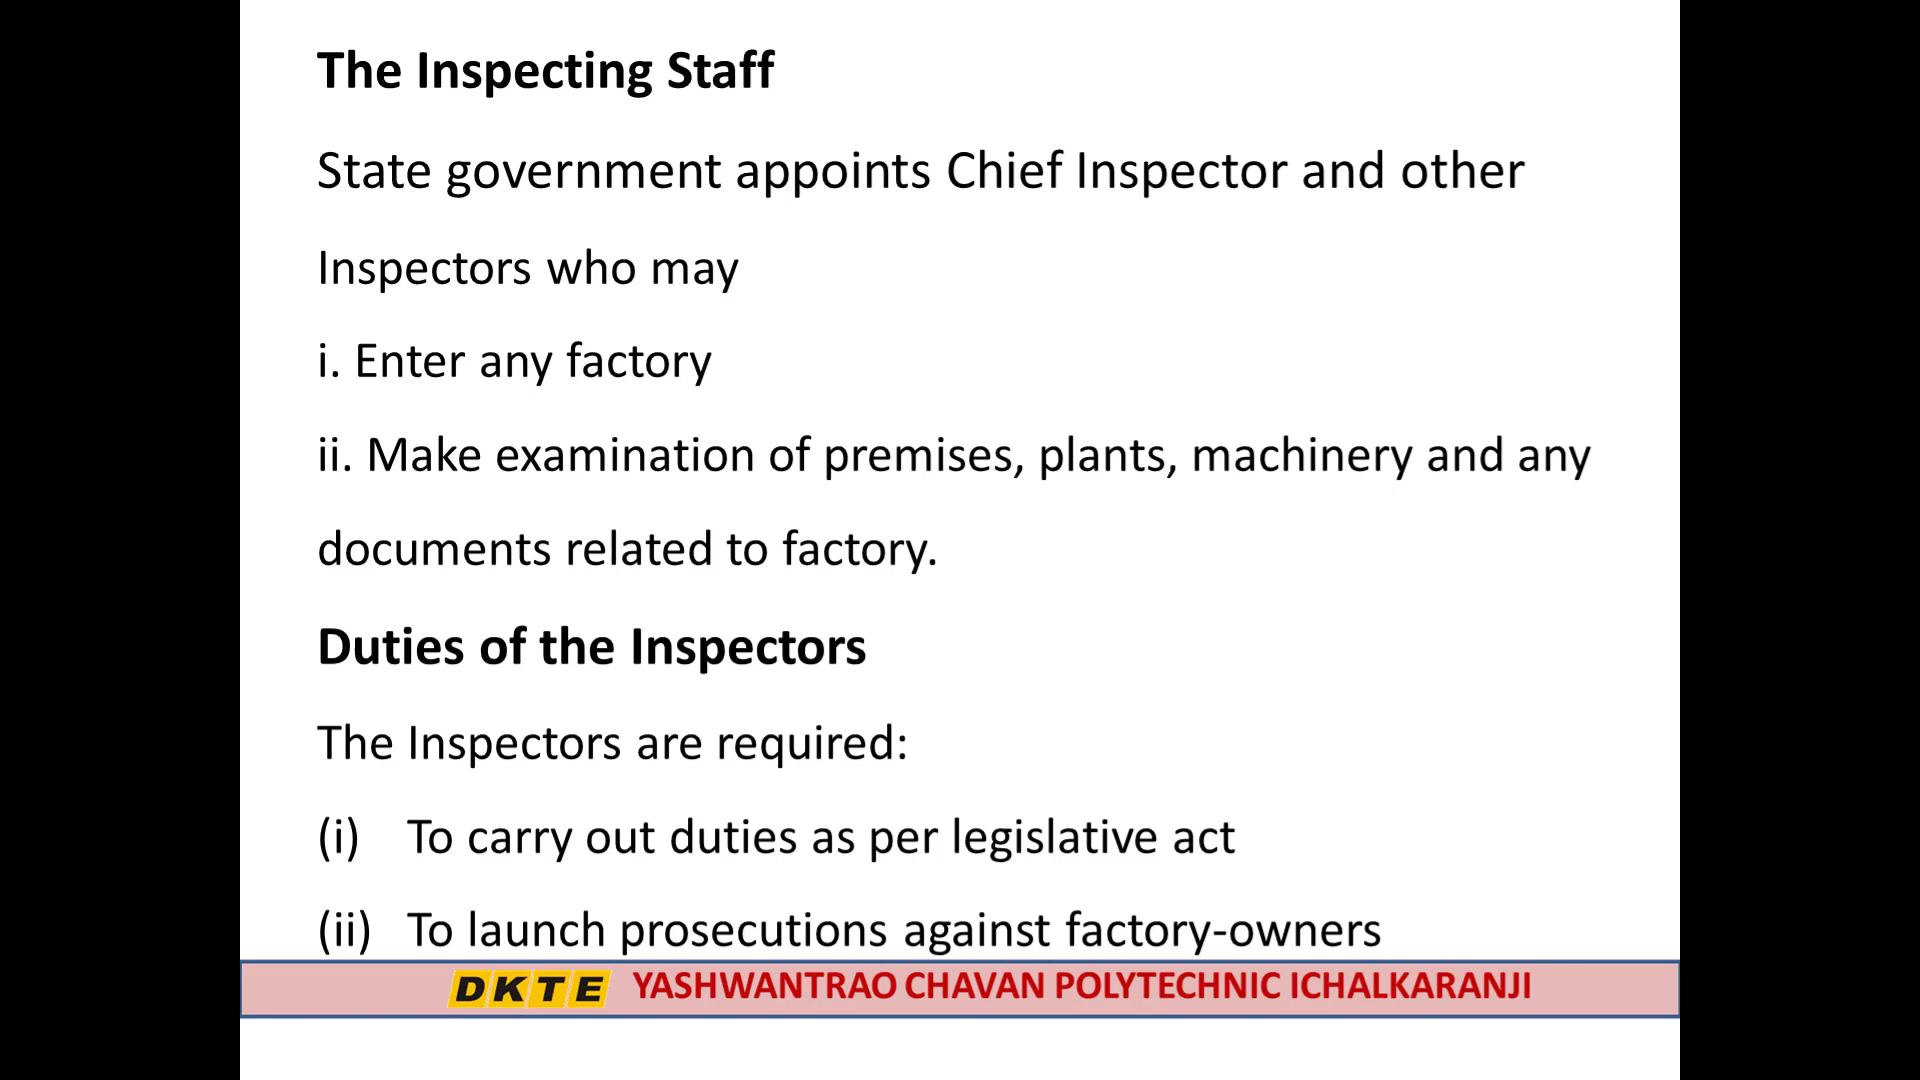 The Inspecting Staff
State government appoints Chief Inspector and other
Inspectors who may
i. Enter any factory
ii. Make examination of premises, plants, machinery and any
documents related to factory.
Duties of the Inspectors
The Inspectors are required:
(i) To carry out duties as per legislative act
(ii) To launch prosecutions against factory-owners
DKTE YASHWANTRAO CHAVAN POLYTECHNIC ICHALKARANJI